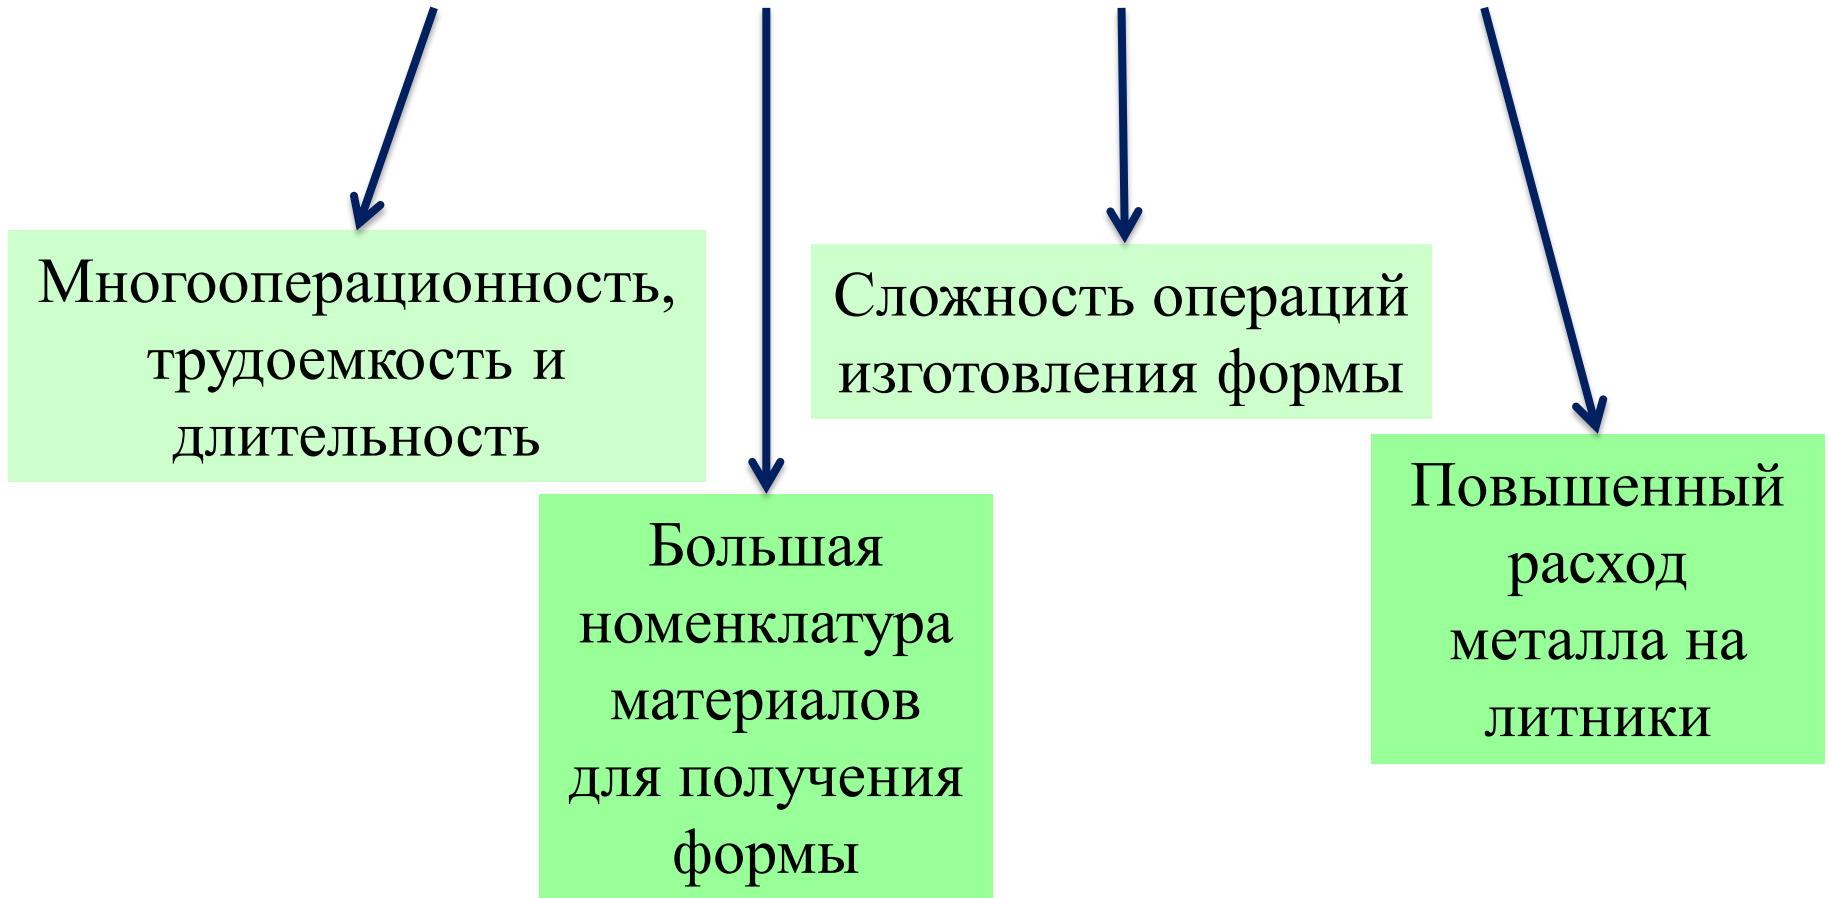 Многооперационность,
трудоемкость и
длительность
Большая
номенклатура
материалов
для получения
формы
Сложность операций
изготовления формы
Повышенный
расход
металла на
литники